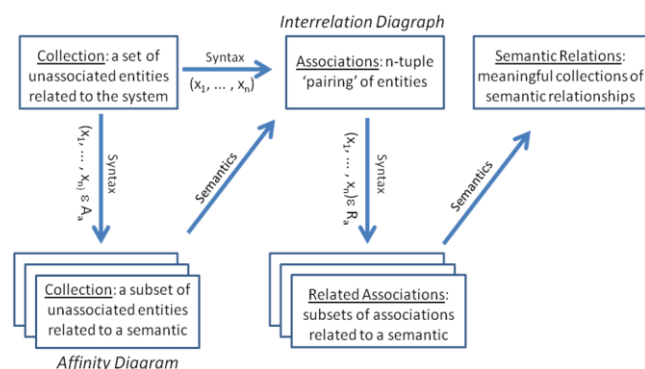 Interrelation Diagraph
Collection: a set of
unassociated entities
related to the system
Syntax
(x1, ... , xn)
Associations: n-tuple
‘pairing’ of entities
Semantic Relations:
meaningful collections of
semantic relationships
Syntax
(x1, ... , xn) ε Aa
Semantics
Syntax
(x1, ... , xn) ε Ra
Semantics
Collection: a subset of
unassociated entities
related to a semantic
Related Associations:
subsets of associations
related to a semantic
Affinity Diagram